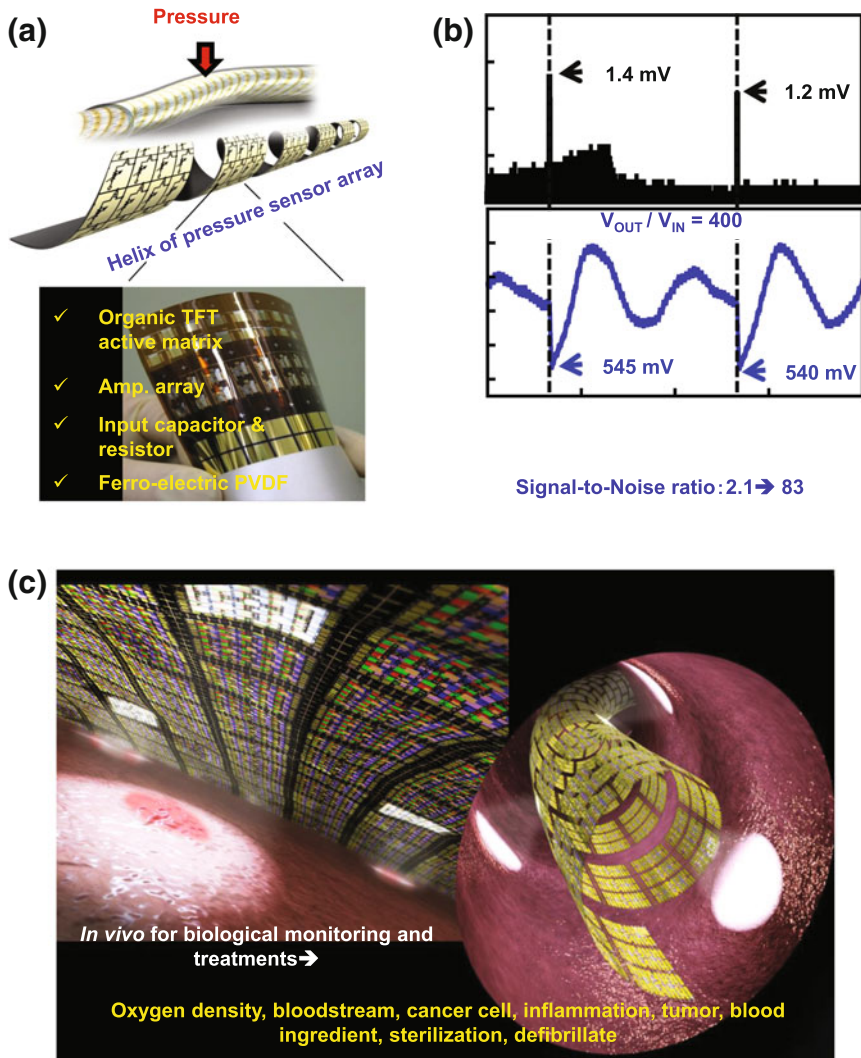 (a)
Pressure
Helix of pressure sensor array
✓ Organic TFT
active matrix
✓ Amp. array
✓ Input capacitor &
resistor
✓ Ferro-electric PVDF
(b)
1.4 mV
1.2 mV
VOUT / VIN = 400
545 mV
540 mV
Signal-to-Noise ratio: 2.1➔ 83
(c)
In vivo for biological monitoring and
treatments➔
Oxygen density, bloodstream, cancer cell, inflammation, tumor, blood
ingredient, sterilization, defibrillate